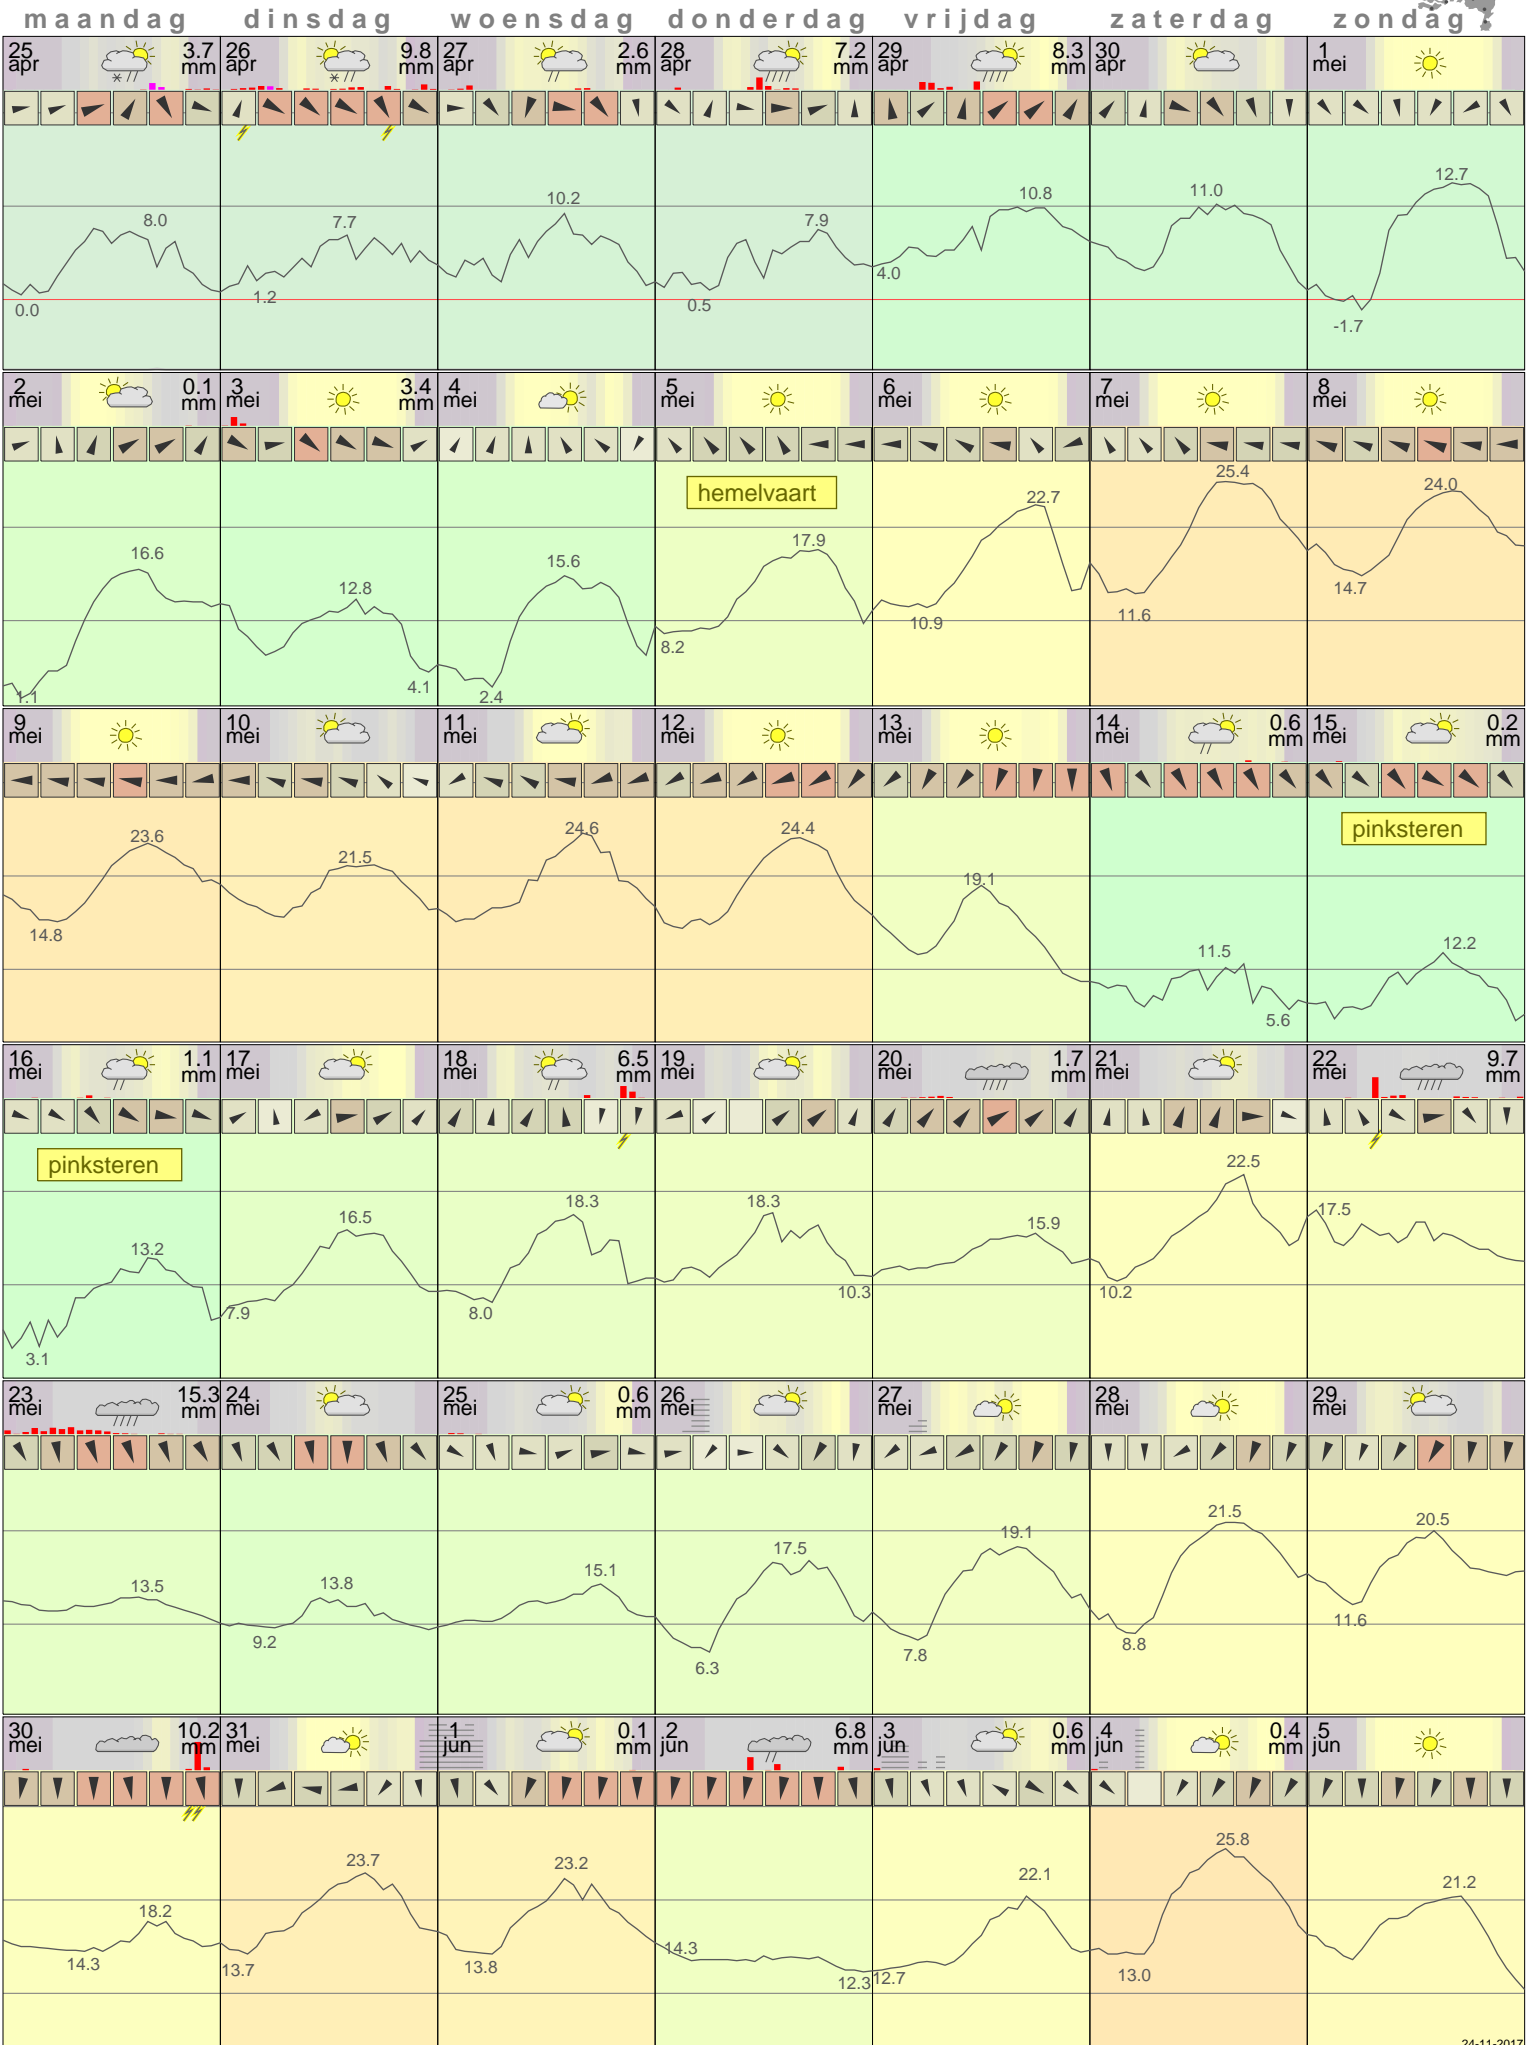 maandag dinsdag woensdag donderdag vrijdag zaterdag zondag
25 apr 3.7 mm 26 apr 9.8 mm 27 apr 2.6 mm 28 apr 7.2 mm 29 apr 8.3 mm 30 apr 1 mei
8.0 7.7 10.2 7.9 10.8 11.0 12.7
0.0 1.2 0.5 4.0 -1.7
2 mei 0.1 mm 3 mei 3.4 mm 4 mei 5 mei 6 mei 7 mei 8 mei
hemelvaart
16.6 12.8 15.6 17.9 22.7 25.4 24.0
1.1 4.1 2.4 8.2 10.9 11.6 14.7
9 mei 10 mei 11 mei 12 mei 13 mei 14 mei 0.6 mm 15 mei 0.2 mm
pinksteren
23.6 21.5 24.6 24.4 19.1 11.5 12.2
14.8 5.6
16 mei 1.1 mm 17 mei 18 mei 6.5 mm 19 mei 20 mei 1.7 mm 21 mei 22 mei 9.7 mm
pinksteren
13.2 16.5 18.3 18.3 15.9 22.5 17.5
3.1 7.9 8.0 10.3 10.2
23 mei 15.3 24 mei 25 mei 0.6 mm 26 mei 27 mei 28 mei 29 mei
13.5 13.8 15.1 17.5 19.1 21.5 20.5
9.2 6.3 7.8 8.8 11.6
30 mei 10.2 mm 31 mei 1 jun 0.1 mm 2 jun 6.8 mm 3 jun 0.6 mm 4 jun 0.4 mm 5 jun
18.2 23.7 23.2 14.3 22.1 25.8 21.2
14.3 13.7 13.8 12.3 12.7 13.0
24-11-2017